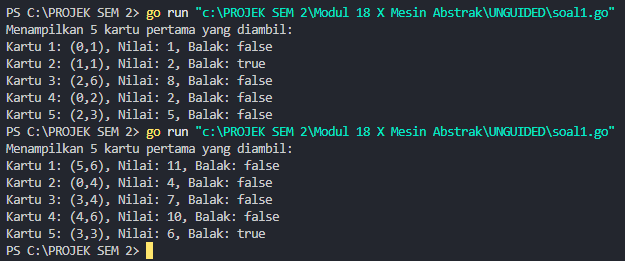 PS C:\PROJEK SEM 2> go run "c:\PROJEK SEM 2\Modul 18 X Mesin Abstrak\UNGUIDED\soal1.go"
Menampilkan 5 kartu pertama yang diambil:
Kartu 1: (0,1), Nilai: 1, Balak: false
Kartu 2: (1,1), Nilai: 2, Balak: true
Kartu 3: (2,6), Nilai: 8, Balak: false
Kartu 4: (0,2), Nilai: 2, Balak: false
Kartu 5: (2,3), Nilai: 5, Balak: false
PS C:\PROJEK SEM 2> go run "c:\PROJEK SEM 2\Modul 18 X Mesin Abstrak\UNGUIDED\soal1.go"
Menampilkan 5 kartu pertama yang diambil:
Kartu 1: (5,6), Nilai: 11, Balak: false
Kartu 2: (0,4), Nilai: 4, Balak: false
Kartu 3: (3,4), Nilai: 7, Balak: false
Kartu 4: (4,6), Nilai: 10, Balak: false
Kartu 5: (3,3), Nilai: 6, Balak: true
PS C:\PROJEK SEM 2>